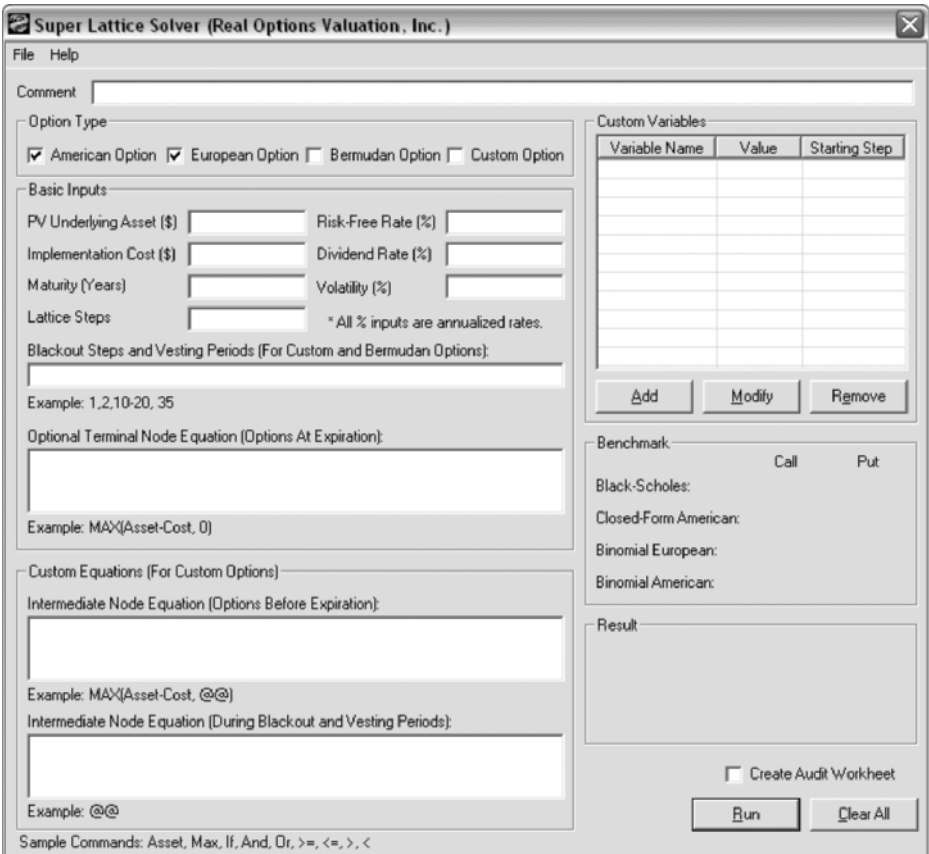 Super Lattice Solver (Real Options Valuation, Inc.)
File Help
Comment
Option Type
American Option European Option Bermudan Option Custom Option
Basic Inputs
PV Underlying Asset ($) Risk-Free Rate (%)
Implementation Cost ($) Dividend Rate (%)
Maturity (Years) Volatility (%)
Lattice Steps * All % inputs are annualized rates.
Blackout Steps and Vesting Periods (For Custom and Bermudan Options):
Example: 1,2,10-20, 35
Optional Terminal Node Equation (Options At Expiration):
Example: MAX(Asset-Cost, 0)
Custom Equations (For Custom Options)
Intermediate Node Equation (Options Before Expiration):
Example: MAX(Asset-Cost, @@)
Intermediate Node Equation (During Blackout and Vesting Periods):
Example: @@
Sample Commands: Asset, Max, If, And, Or, >=, <=, >, <
Custom Variables
Variable Name Value Starting Step
Add Modify Remove
Benchmark
Call Put
Black-Scholes:
Closed-Form American:
Binomial European:
Binomial American:
Result
Create Audit Workheet
Run Clear All